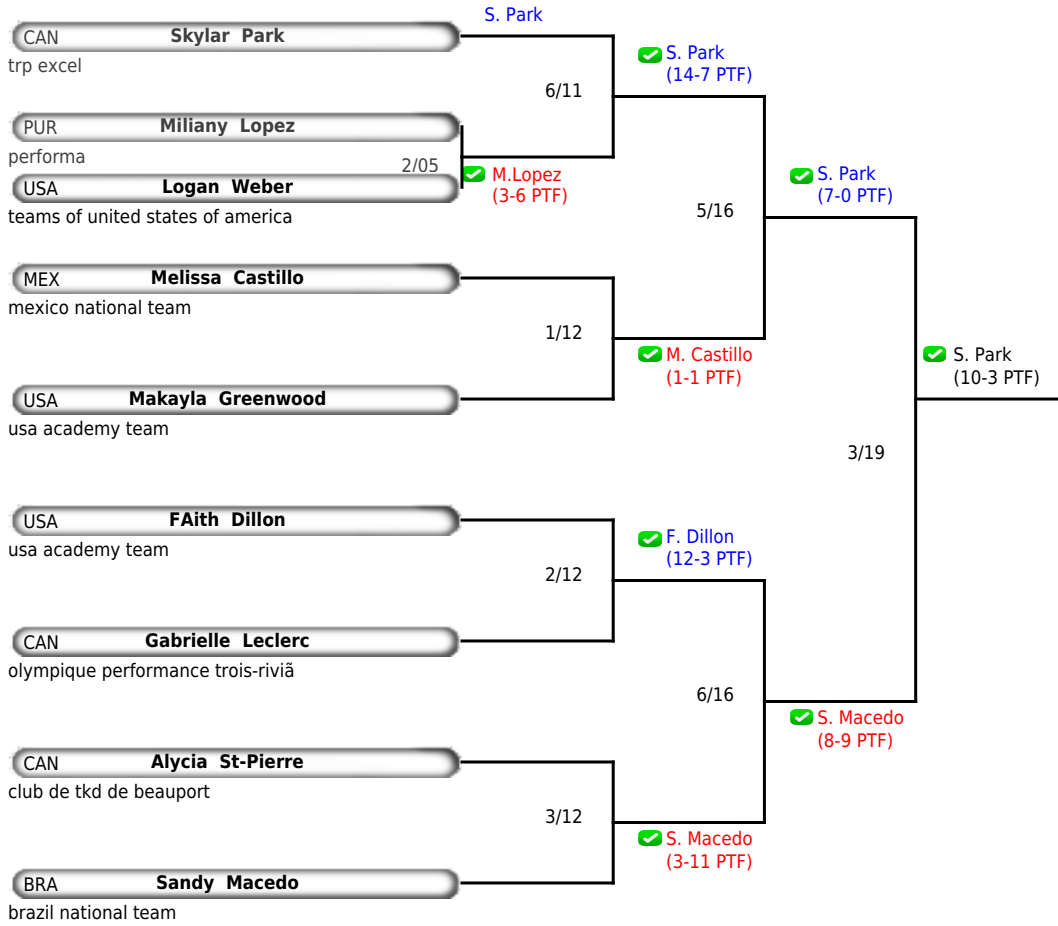 S. Park
CAN Skylar Park
trp excel
S. Park
(14-7 PTF)
6/11
PUR Miliany Lopez
performa
2/05
M.Lopez
(3-6 PTF)
USA Logan Weber
teams of united states of america
S. Park
(7-0 PTF)
5/16
MEX Melissa Castillo
mexico national team
1/12
M. Castillo
(1-1 PTF)
S. Park
(10-3 PTF)
USA Makayla Greenwood
usa academy team
3/19
USA FAith Dillon
usa academy team
F. Dillon
(12-3 PTF)
2/12
CAN Gabrielle Leclerc
olympique performance trois-riviã
6/16
S. Macedo
(8-9 PTF)
CAN Alycia St-Pierre
club de tkd de beauport
3/12
S. Macedo
(3-11 PTF)
BRA Sandy Macedo
brazil national team